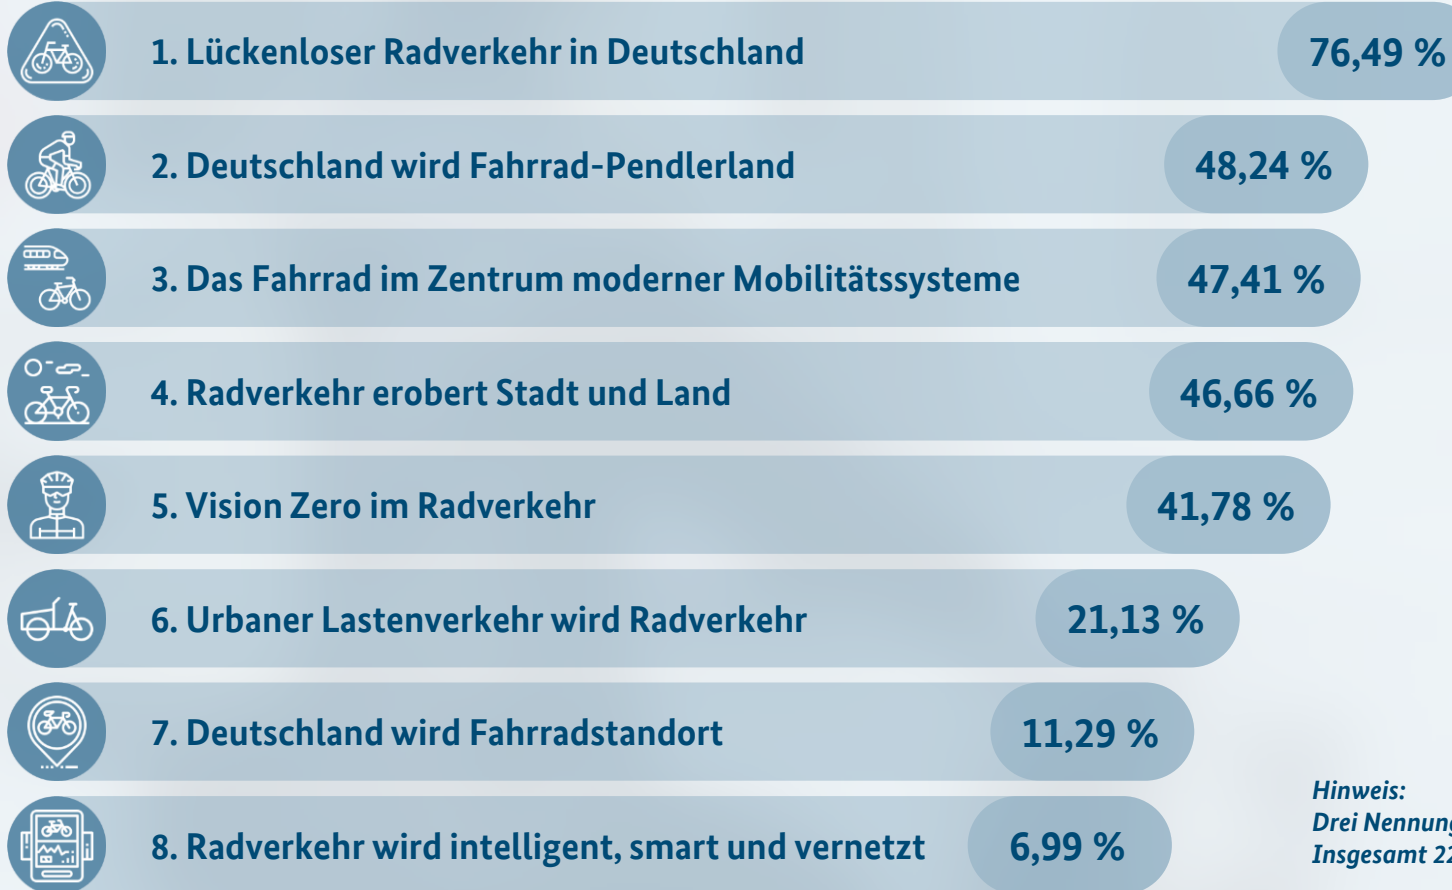 1. Lückenloser Radverkehr in Deutschland 76,49 %
2. Deutschland wird Fahrrad-Pendlerland 48,24 %
3. Das Fahrrad im Zentrum moderner Mobilitätssysteme 47,41 %
4. Radverkehr erobert Stadt und Land 46,66 %
5. Vision Zero im Radverkehr 41,78 %
6. Urbaner Lastenverkehr wird Radverkehr 21,13 %
7. Deutschland wird Fahrradstandort 11,29 %
8. Radverkehr wird intelligent, smart und vernetzt 6,99 %
Hinweis:
Drei
Insgesamt